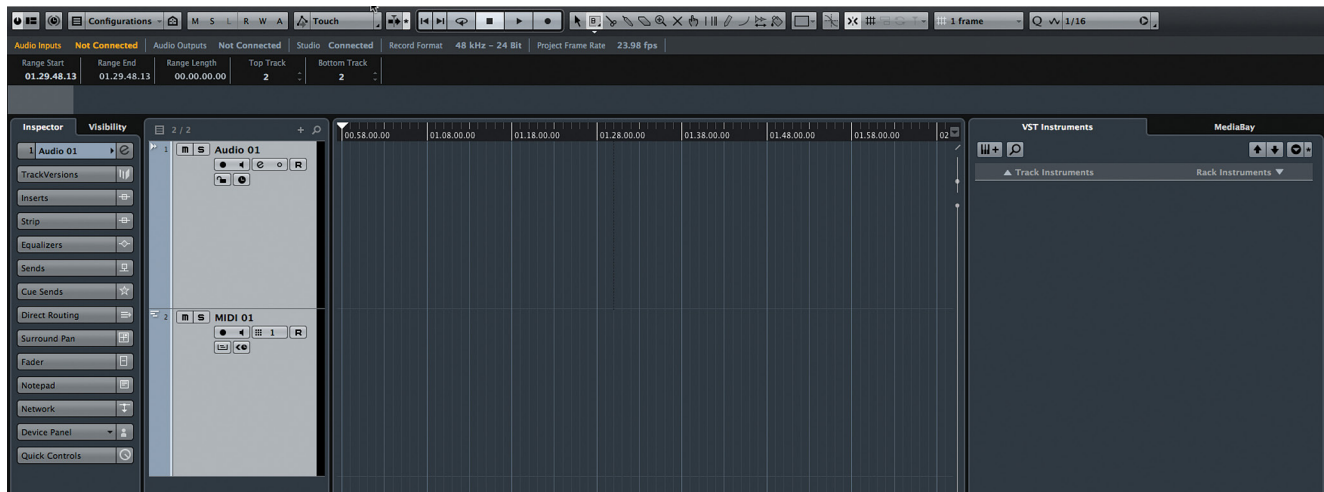 Configurations M S L R W A Touch 1 frame Q 1/16
Audio Inputs Not Connected Audio Outputs Not Connected Studio Connected Record Format 48 kHz – 24 Bit Project Frame Rate 23.98 fps
Range Start Range End Range Length Top Track Bottom Track
01.29.48.13 01.29.48.13 00.00.00.00 2 2
Inspector Visibility
1 Audio 01 e
TrackVersions
Inserts
Strip
Equalizers
Sends
Cue Sends
Direct Routing
Surround Pan
Fader
Notepad
Network
Device Panel
Quick Controls
2 / 2 +
1 m S Audio 01
e R
2 m S MIDI 01
1 R
00.58.00.00 01.08.00.00 01.18.00.00 01.28.00.00 01.38.00.00 01.48.00.00 01.58.00.00 02
VST Instruments MediaBay
Track Instruments Rack Instruments